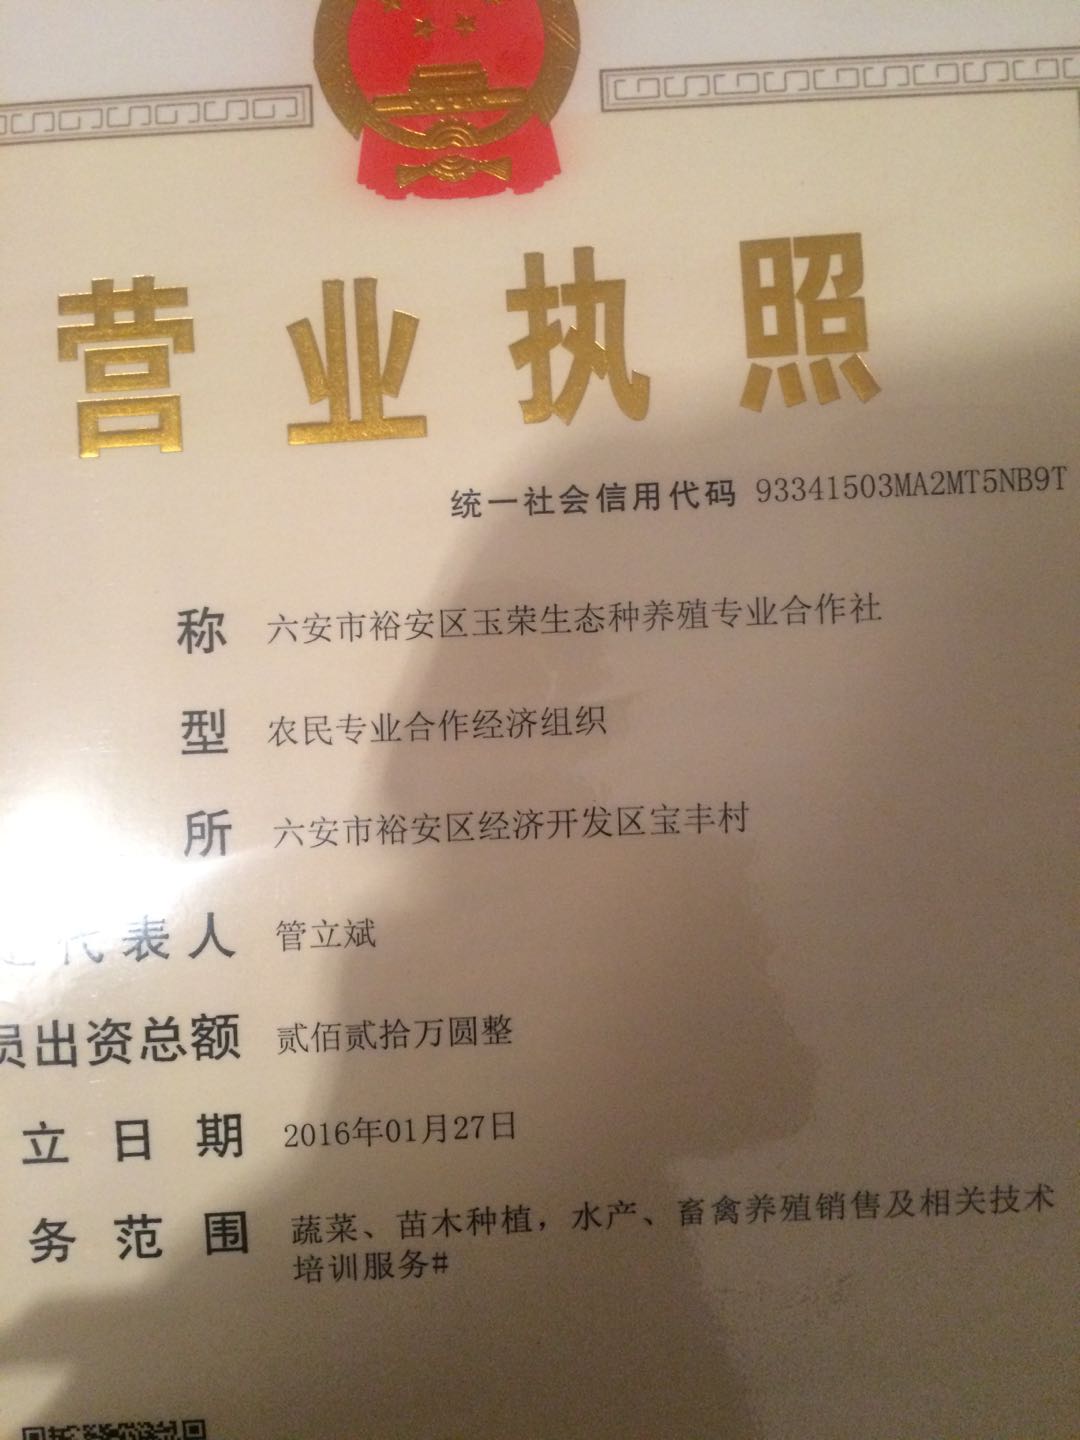 营业执照
统一社会信用代码 93341503MA2MT5NB9T
称 六安市裕安区玉荣生态种养殖专业合作社
型 农民专业合作经济组织
所 六安市裕安区经济开发区宝丰村
代表人 管立斌
员出资总额 贰佰贰拾万圆整
立日期 2016年01月27日
务范围 蔬菜、苗木种植，水产、畜禽养殖销售及相关技术
培训服务#